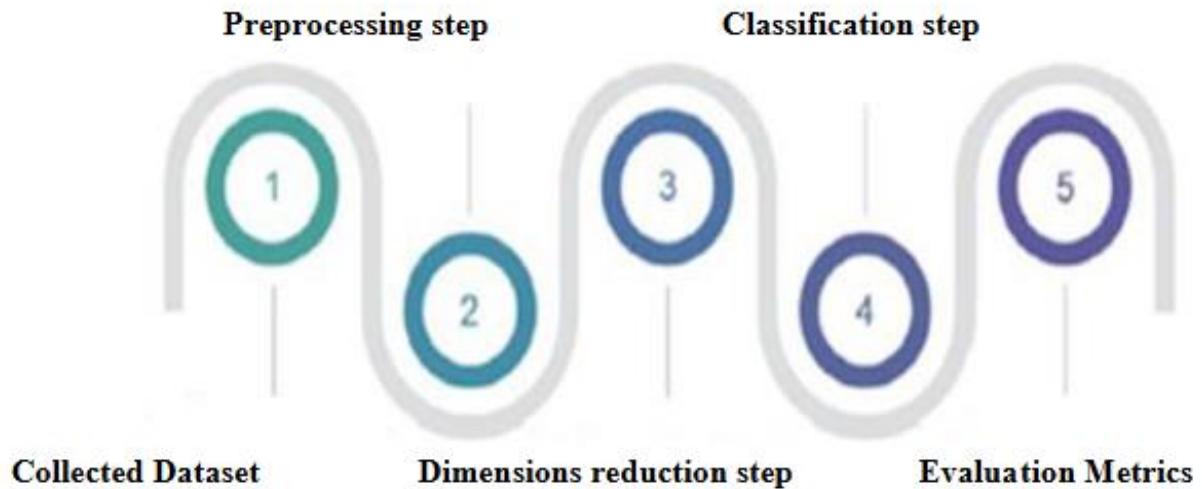 Preprocessing step
Classification step
1
3
5
2
4
Collected Dataset
Dimensions reduction step
Evaluation Metrics